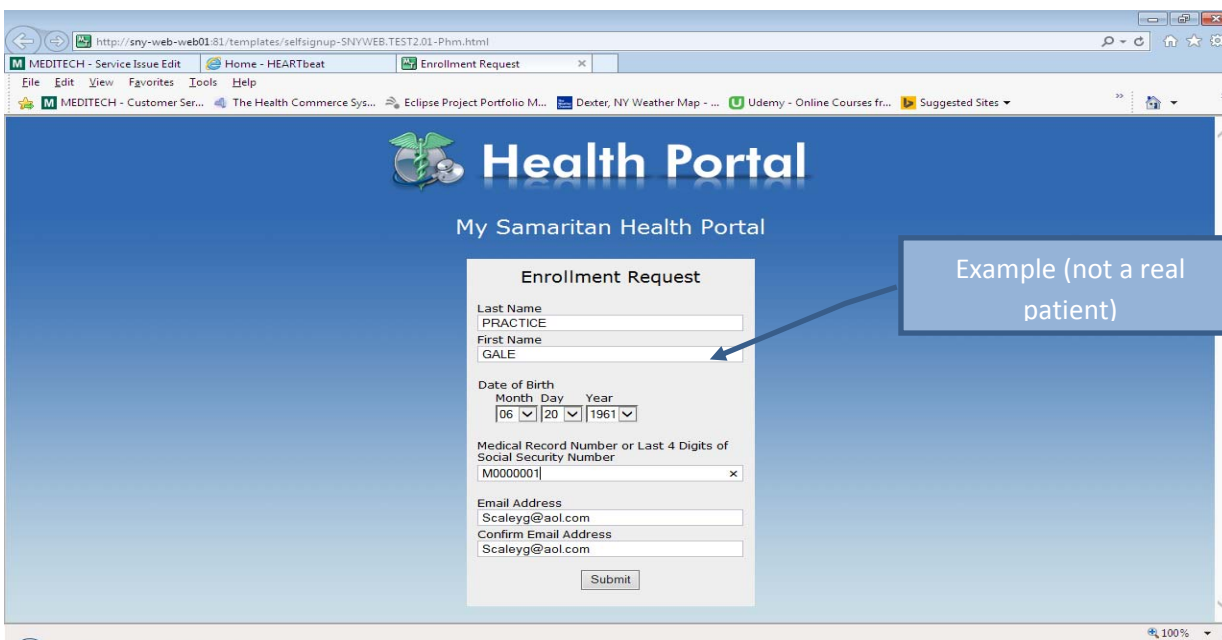 http://sny-web-web01:81/templates/selfsignup-SNYWEB.TEST2.01-Phm.html
MEDITECH - Service Issue Edit Home - HEARTbeat Enrollment Request ×
File Edit View Favorites Tools Help
MEDITECH - Customer Ser... The Health Commerce Sys... Eclipse Project Portfolio M... Dexter, NY Weather Map - ... Udemy - Online Courses fr... Suggested Sites
Health Portal
My Samaritan Health Portal
Example (not a real
patient)
Enrollment Request
Last Name
PRACTICE
First Name
GALE
Date of Birth
Month Day Year
06 20 1961
Medical Record Number or Last 4 Digits of
Social Security Number
M0000001
Email Address
Scaleyg@aol.com
Confirm Email Address
Scaleyg@aol.com
Submit
100%